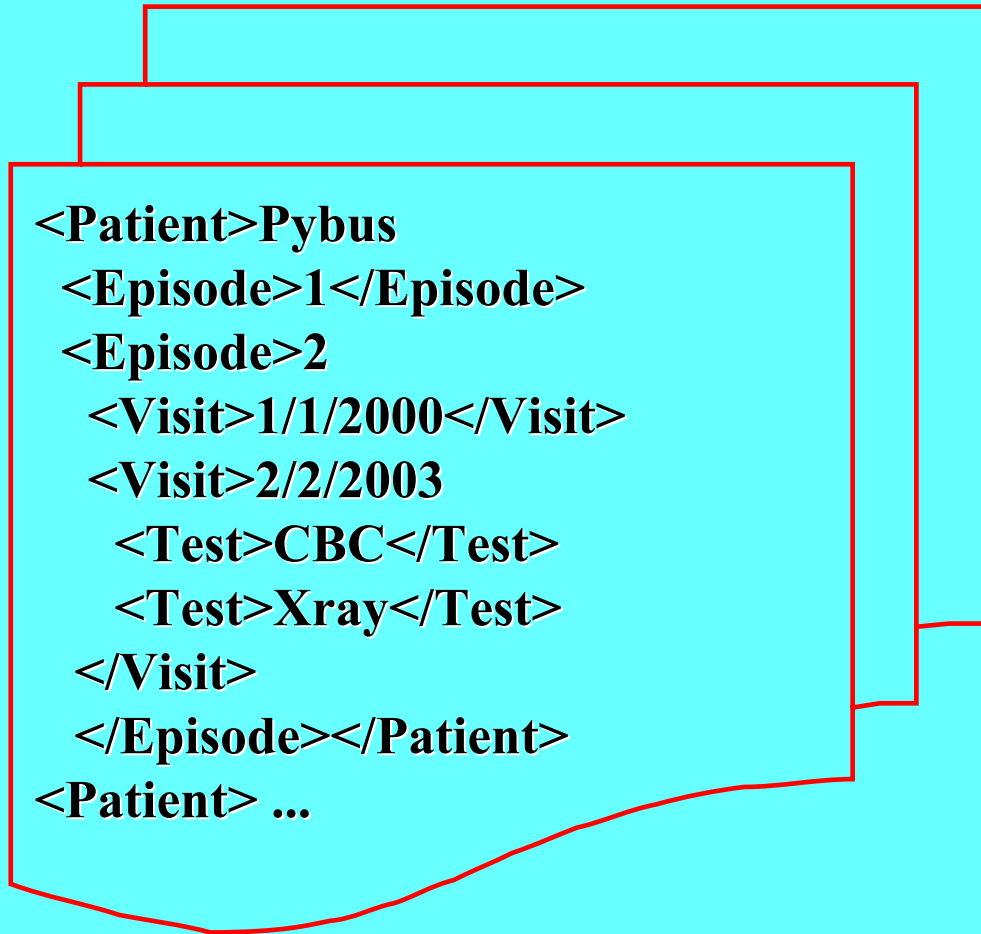 <Patient>Pybus
<Episode>1</Episode>
<Episode>2
<Visit>1/1/2000</Visit>
<Visit>2/2/2003
<Test>CBC</Test>
<Test>Xray</Test>
</Visit>
</Episode></Patient>
<Patient> ...